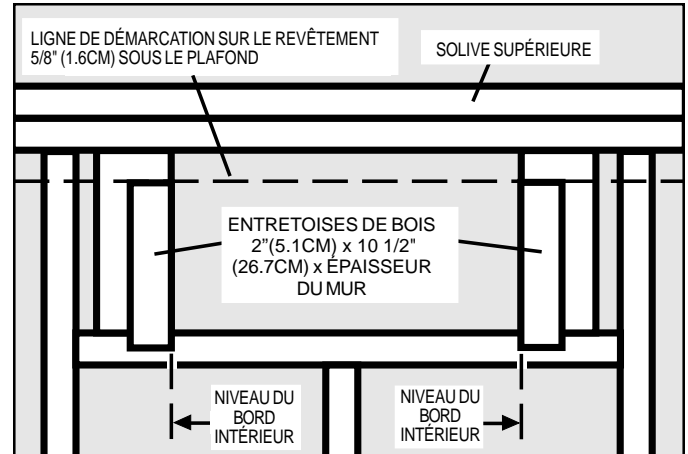 LIGNE DE DÉMARCATION SUR LE REVÊTEMENT
5/8" (1.6CM) SOUS LE PLAFOND
SOLIVE SUPÉRIEURE
ENTRETOISES DE BOIS
2”(5.1CM) x 10 1/2"
(26.7CM) x ÉPAISSEUR
DU MUR
NIVEAU DU
BORD
INTÉRIEUR
NIVEAU DU
BORD
INTÉRIEUR